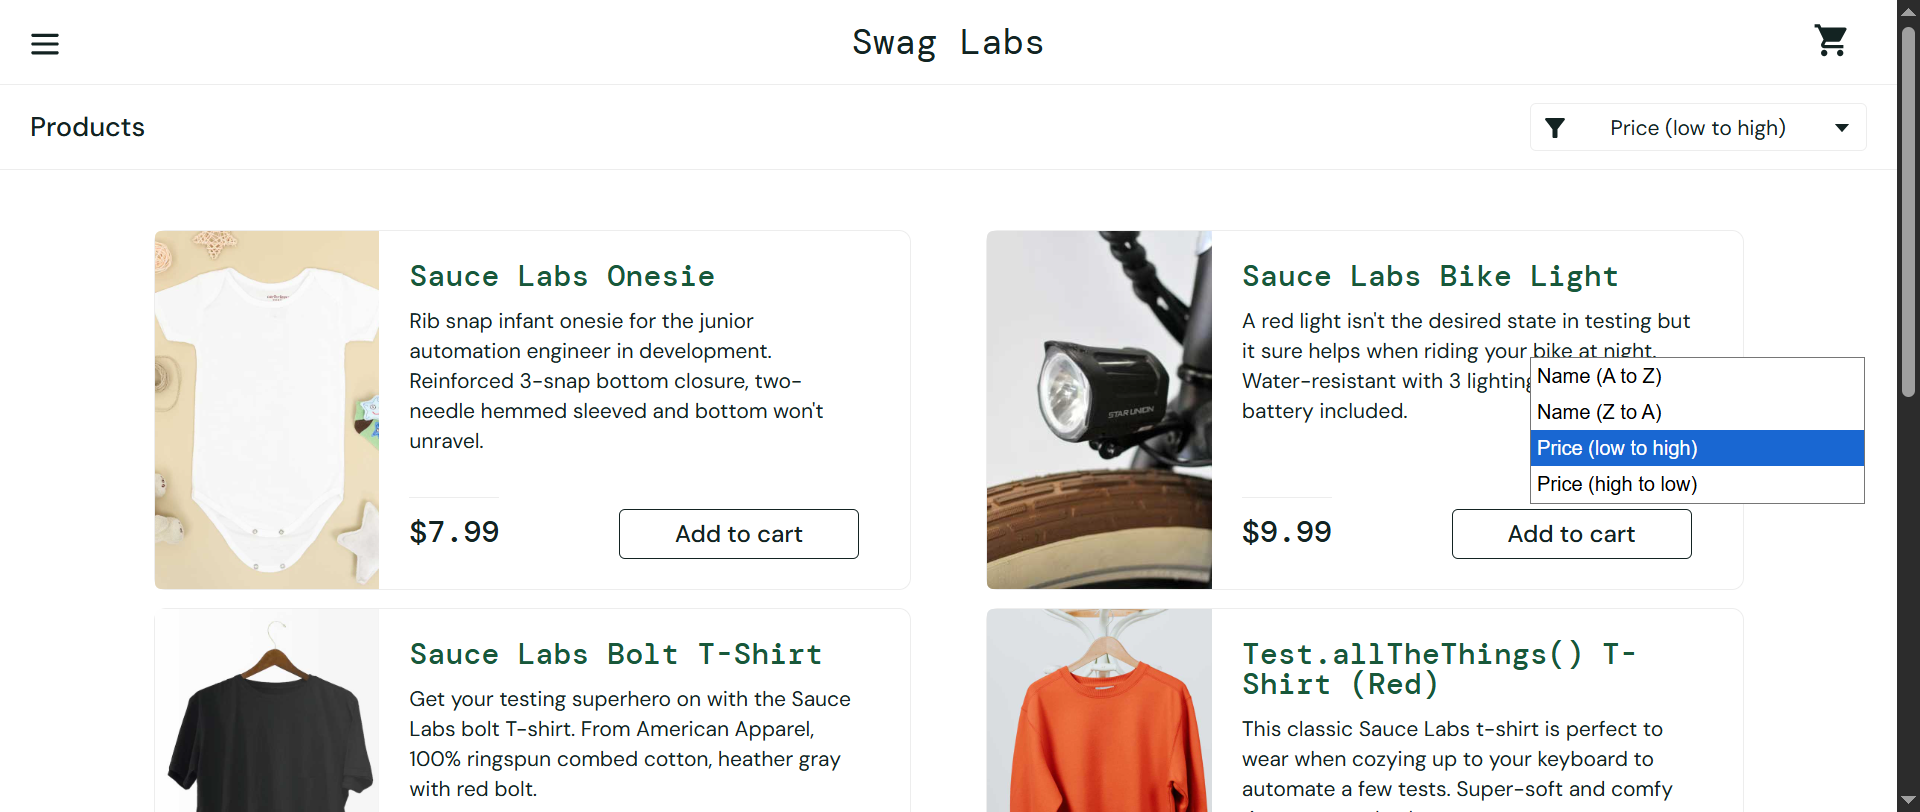 Swag Labs
Products
Price (low to high)
Sauce Labs Onesie
Rib snap infant onesie for the junior
automation engineer in development.
Reinforced 3-snap bottom closure, two-
needle hemmed sleeved and bottom won't
unravel.
$7.99
Add to cart
Sauce Labs Bike Light
A red light isn't the desired state in testing but
it sure helps when riding your bike at night.
Water-resistant with 3 lighting
battery included.
STAR UNION
$9.99
Add to cart
Name (A to Z)
Name (Z to A)
Price (low to high)
Price (high to low)
Sauce Labs Bolt T-Shirt
Get your testing superhero on with the Sauce
Labs bolt T-shirt. From American Apparel,
100% ringspun combed cotton, heather gray
with red bolt.
Test.allTheThings() T-
Shirt (Red)
This classic Sauce Labs t-shirt is perfect to
wear when cozying up to your keyboard to
automate a few tests. Super-soft and comfy